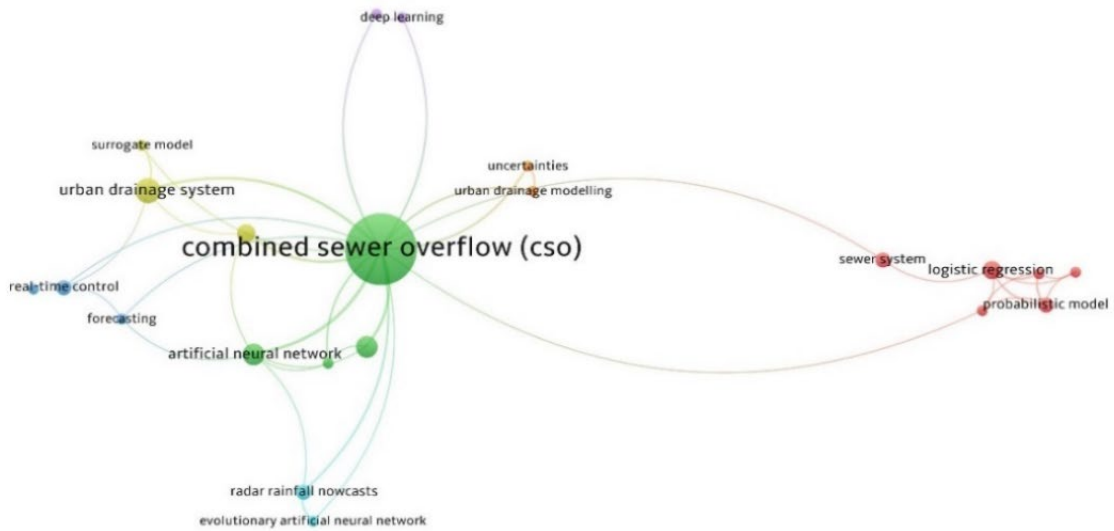 deep learning
surrogate model
uncertainties
urban drainage system
urban drainage modelling
combined sewer overflow (cso)
sewer system
logistic regression
real-time control
probabilistic model
forecasting
artificial neural network
radar rainfall nowcasts
evolutionary artificial neural network